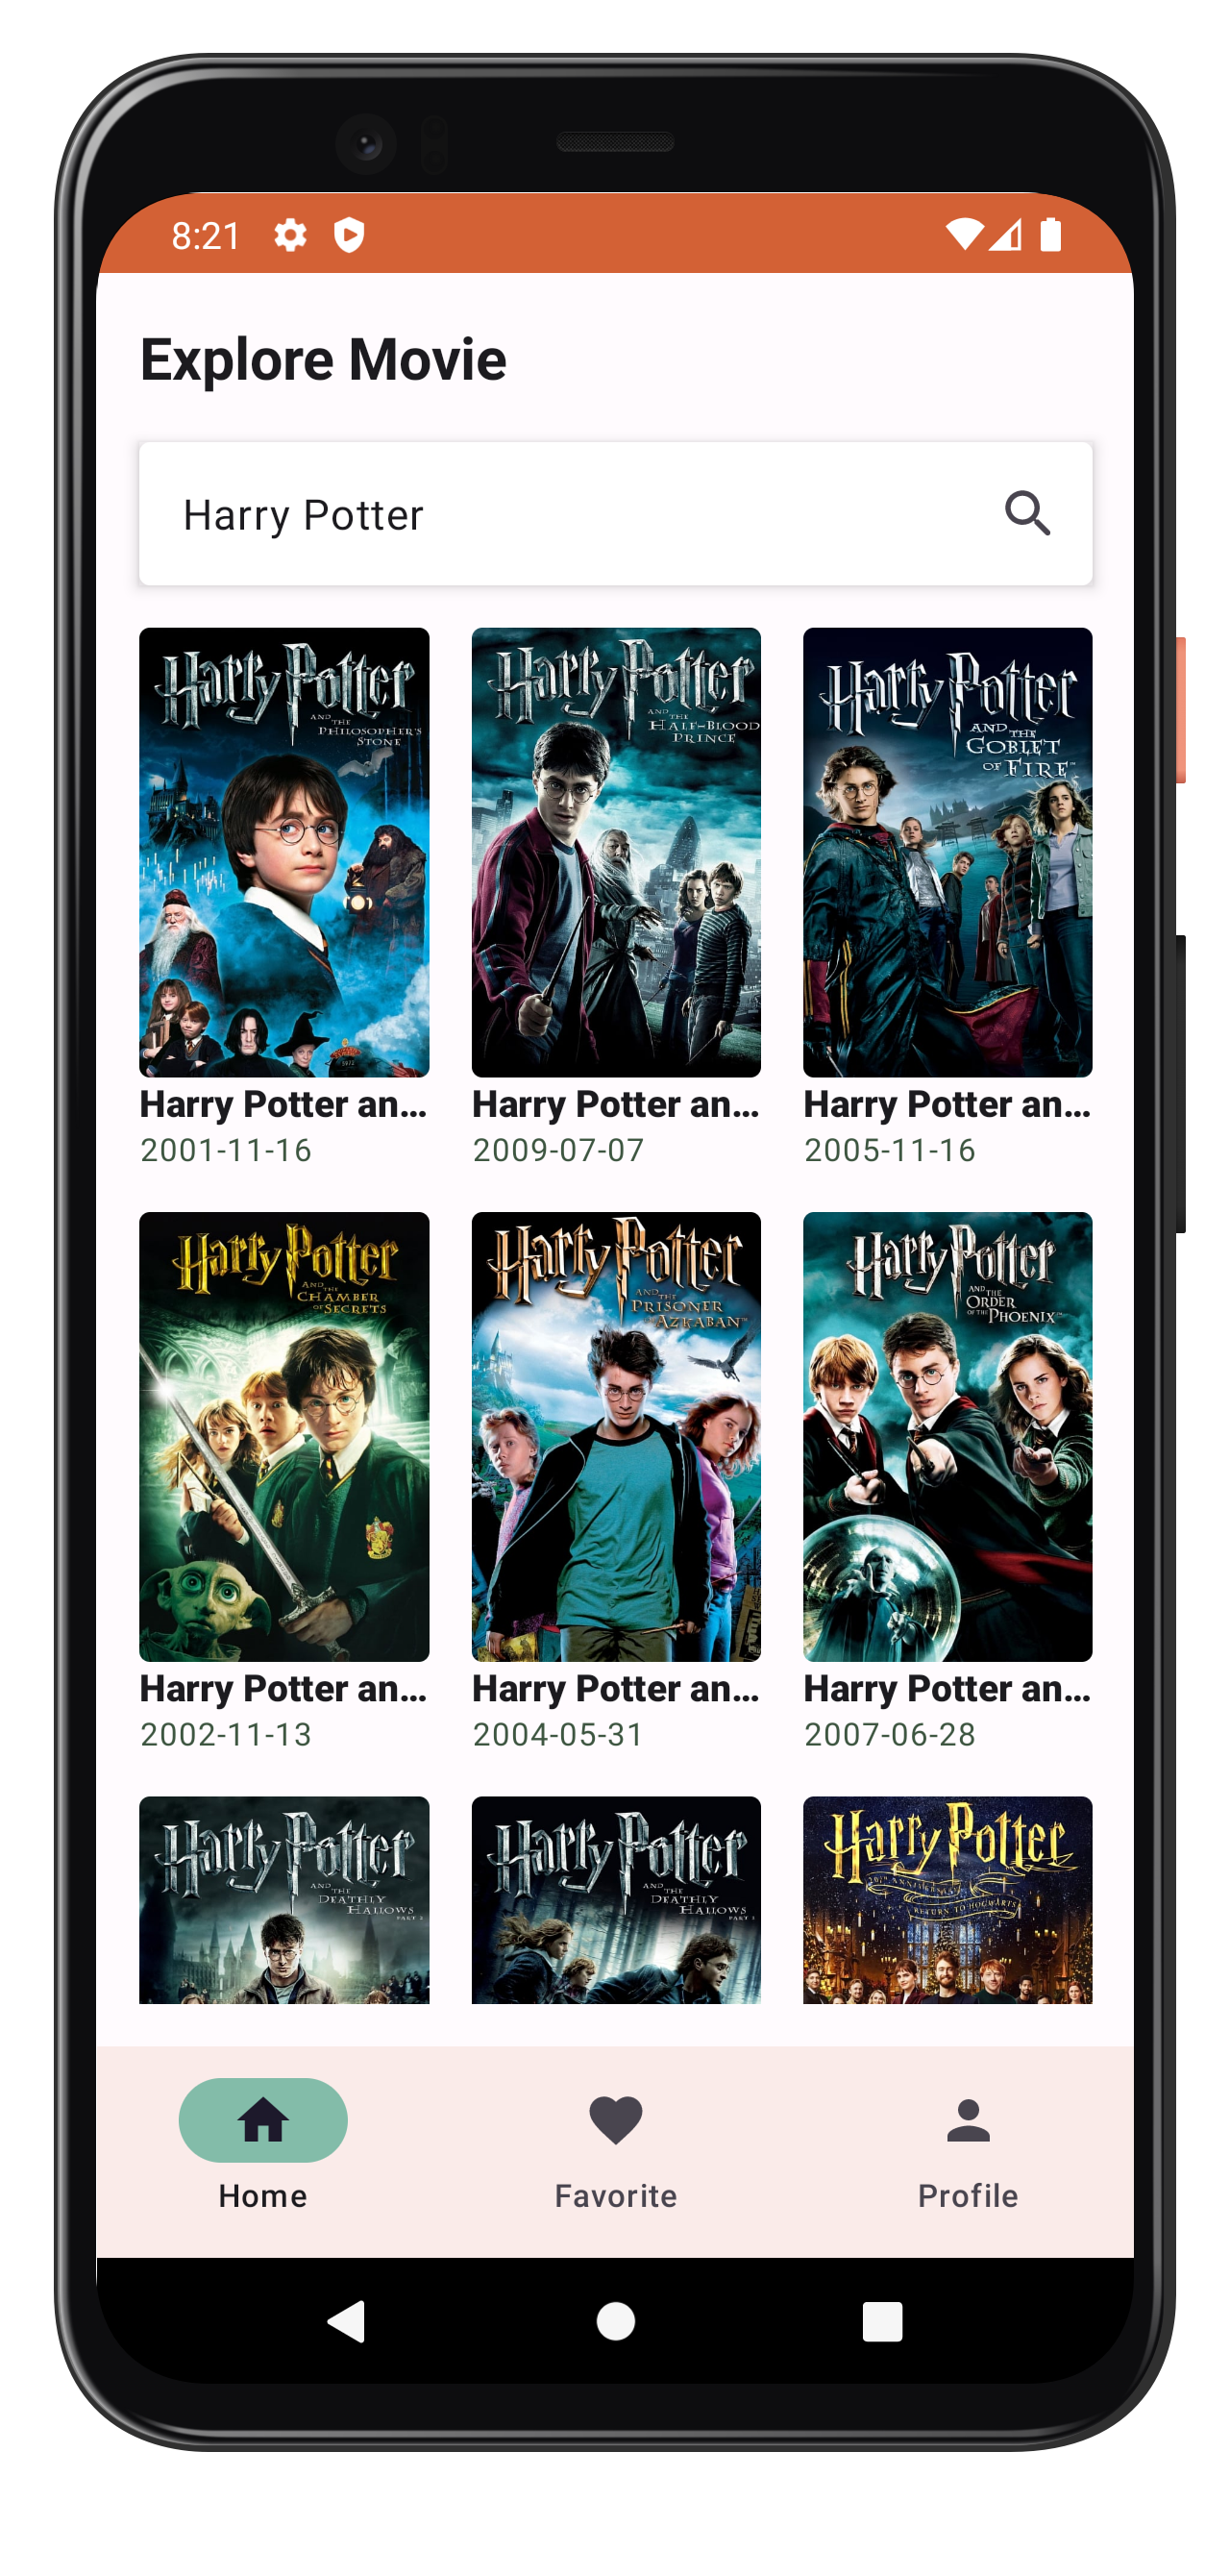 8:21
Explore Movie
Harry Potter
Harry Potter
AND THE
PHILOSOPHER'S
STONE
Harry Potter
AND THE
HALF-BLOOD
PRINCE
Harry Potter
AND THE
GOBLET
OF FIRE
Harry Potter an...
Harry Potter an...
Harry Potter an...
2001-11-16
2009-07-07
2005-11-16
Harry Potter
AND THE
CHAMBER
OF SECRETS
Harry Potter
AND THE
PRISONER
OF AZKABAN
Harry Potter
AND THE
ORDER
OF THE PHOENIX
Harry Potter an...
Harry Potter an...
Harry Potter an...
2002-11-13
2004-05-31
2007-06-28
Harry Potter
AND THE
DEATHLY
HALLOWS
PART 2
Harry Potter
AND THE
DEATHLY
HALLOWS
PART 1
Harry Potter
20TH ANNIVERSARY
RETURN TO HOGWARTS
Home
Favorite
Profile